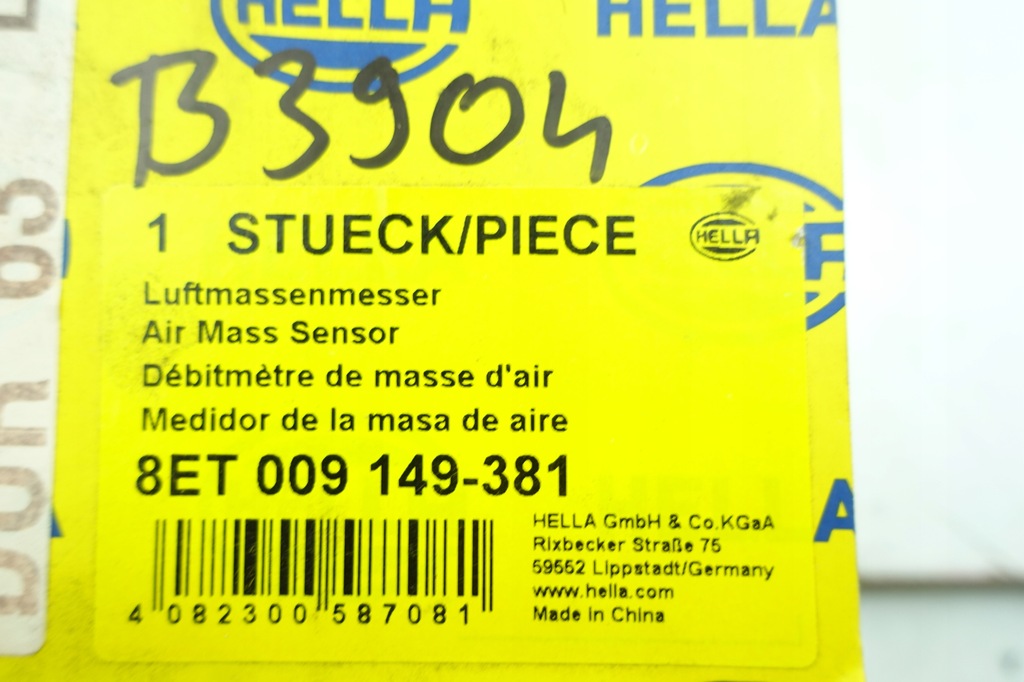 HELLA
HELLA
B3904
1 STUECK/PIECE
HELLA
Luftmassenmesser
Air Mass Sensor
Débitmètre de masse d'air
Medidor de la masa de aire
8ET 009 149-381
HELLA GmbH & Co.KGaA
Rixbecker Straße 75
59552 Lippstadt/Germany
www.hella.com
Made in China
4 082300 587081